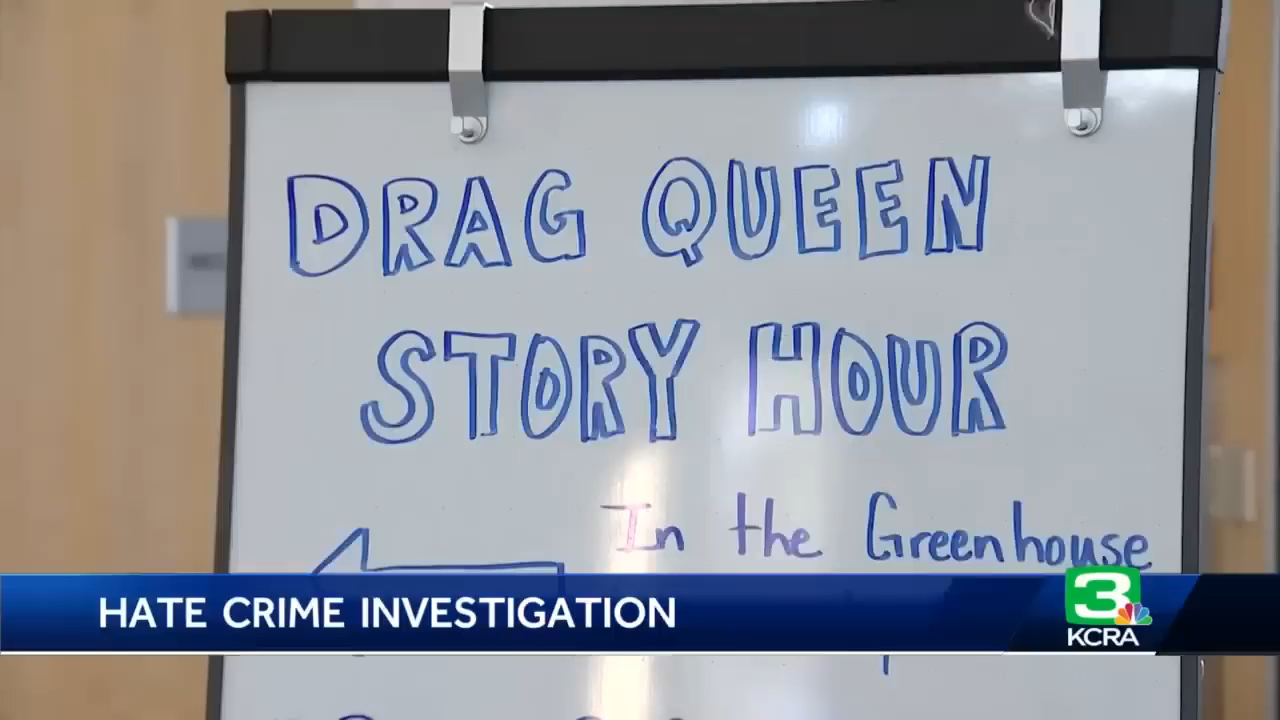 DRAG QUEEN
STORY HOUR
In the Greenhouse
HATE CRIME INVESTIGATION
3
KCRA